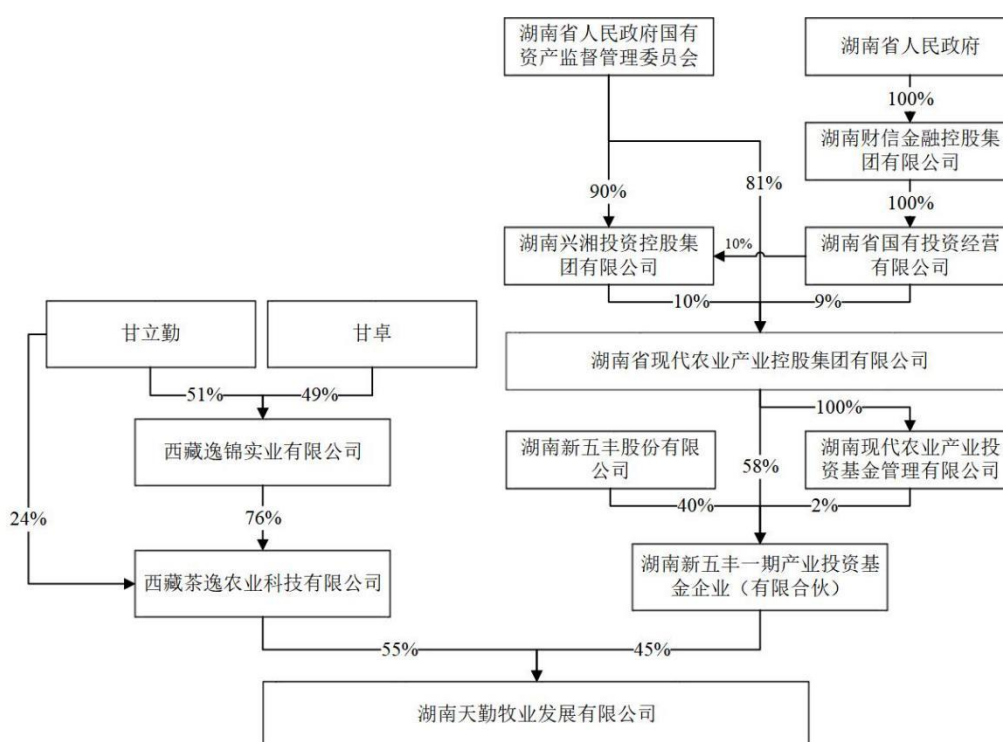 湖南省人民政府国有
资产监督管理委员会
湖南省人民政府
100%
湖南财信金融控股集
团有限公司
90%
81%
100%
湖南兴湘投资控股集
团有限公司
10%
湖南省国有投资经营
有限公司
10%
9%
甘立勤
甘卓
湖南省现代农业产业控股集团有限公司
51%
49%
100%
西藏逸锦实业有限公司
湖南新五丰股份有限
公司
58%
湖南现代农业产业投
资基金管理有限公司
24%
76%
40%
2%
西藏茶逸农业科技有限公司
湖南新五丰一期产业投资基
金企业（有限合伙）
55%
45%
湖南天勤牧业发展有限公司